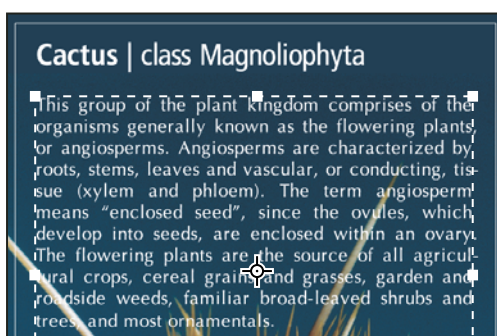 Cactus | class Magnoliophyta
This group of the plant kingdom comprises of the
organisms generally known as the flowering plants,
or angiosperms. Angiosperms are characterized by
roots, stems, leaves and vascular, or conducting, tis-
sue (xylem and phloem). The term angiosperm
means “enclosed seed”, since the ovules, which
develop into seeds, are enclosed within an ovary.
The flowering plants are the source of all agricul-
tural crops, cereal grains and grasses, garden and
roadside weeds, familiar broad-leaved shrubs and
trees, and most ornamentals.